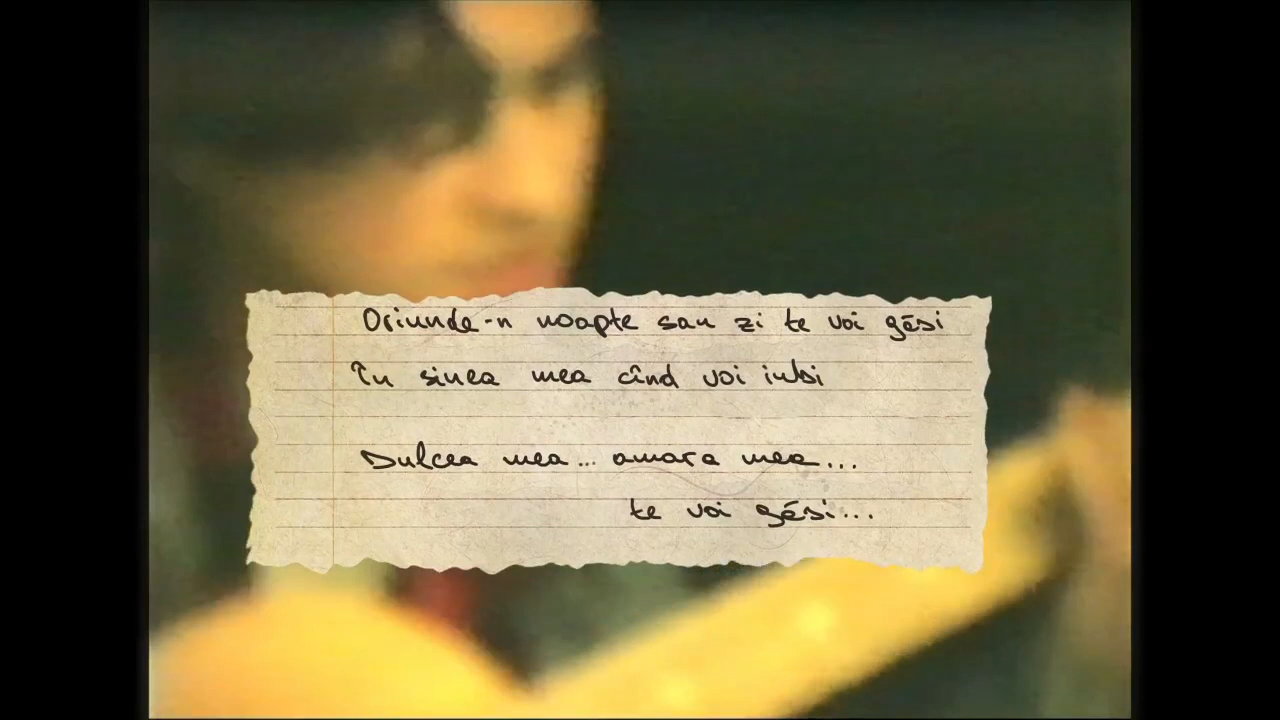 Oriunde-n noapte sau zi te voi găsi
În sinea mea cînd voi iubi
Dulcea mea... amara mea...
te voi găsi...